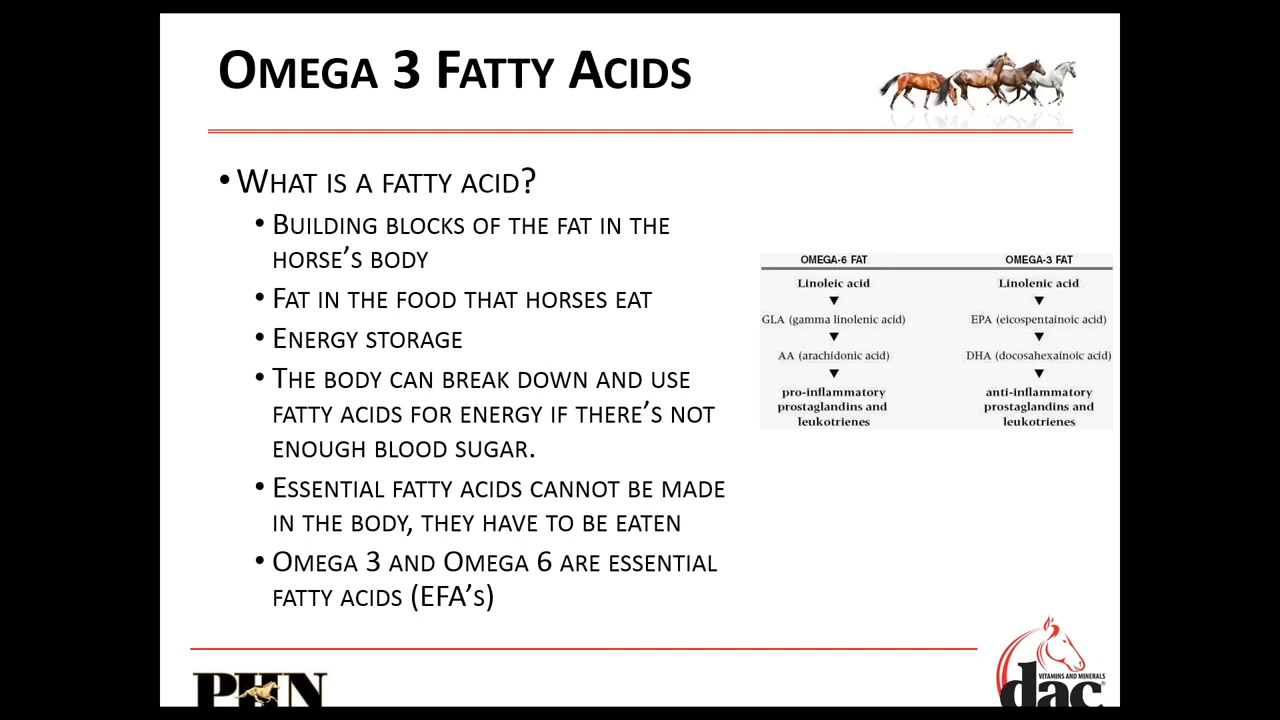 Omega 3 Fatty Acids
• What is a fatty acid?
• Building blocks of the fat in the
horse's body
• Fat in the food that horses eat
• Energy storage
• The body can break down and use
fatty acids for energy if there's not
enough blood sugar.
• Essential fatty acids cannot be made
in the body, they have to be eaten
• Omega 3 and Omega 6 are essential
fatty acids (EFA's)
OMEGA-6 FAT
Linoleic acid
GLA (gamma linolenic acid)
AA (arachidonic acid)
pro-inflammatory
prostaglandins and
leukotrienes
OMEGA-3 FAT
Linolenic acid
EPA (eicospentainoic acid)
DHA (docosahexainoic acid)
anti-inflammatory
prostaglandins and
leukotrienes
PHN
dac
VITAMINS AND MINERALS